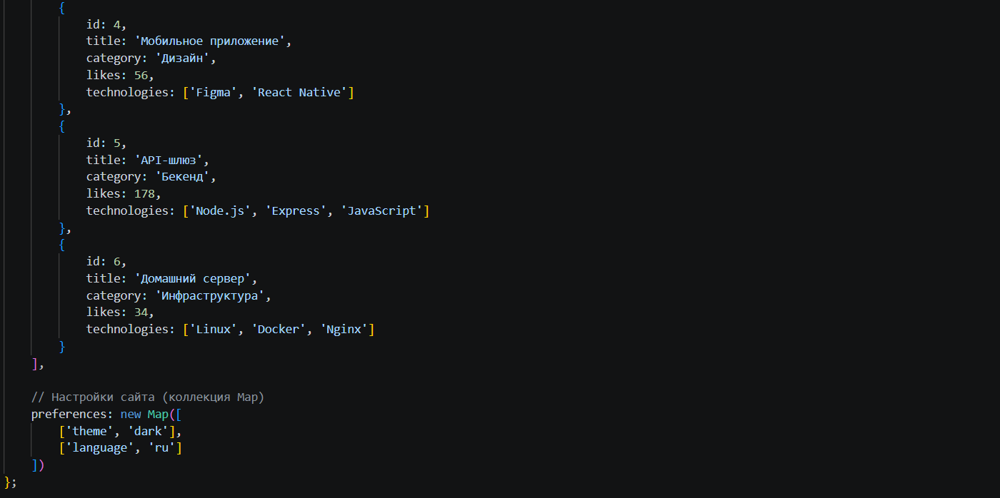 {
id: 4,
title: 'Мобильное приложение',
category: 'Дизайн',
likes: 56,
technologies: ['Figma', 'React Native']
},
{
id: 5,
title: 'API-шлюз',
category: 'Бекенд',
likes: 178,
technologies: ['Node.js', 'Express', 'JavaScript']
},
{
id: 6,
title: 'Домашний сервер',
category: 'Инфраструктура',
likes: 34,
technologies: ['Linux', 'Docker', 'Nginx']
}
],
// Настройки сайта (коллекция Map)
preferences: new Map([
['theme', 'dark'],
['language', 'ru']
])
};